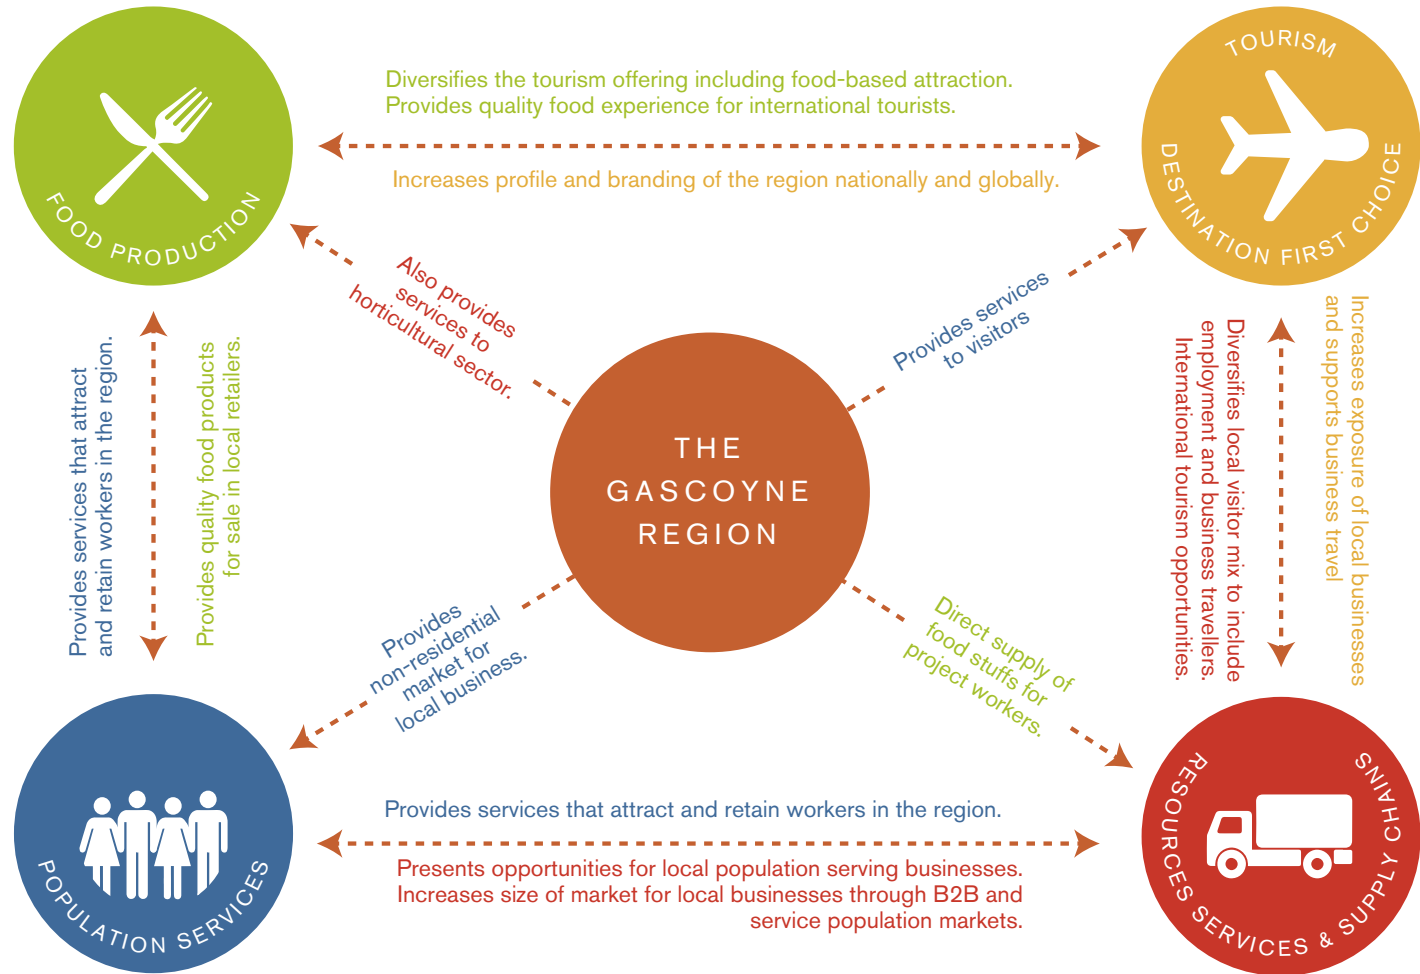 TOURISM
DESTINATION FIRST CHOICE
Diversifies the tourism offering including food-based attraction.
Provides quality food experience for international tourists.
Increases profile and branding of the region nationally and globally.
FOOD PRODUCTION
Also provides
services to
horticultural sector.
Provides services
to visitors
Provides services that attract
and retain workers in the region.
Provides quality food products
for sale in local retailers.
THE
GASCOYNE
REGION
Increases exposure of local businesses
and supports business travel
Diversifies local visitor mix to include
employment and business travellers.
International tourism opportunities.
Provides
non-residential
market for
local business.
Direct supply of
food stuffs for
project workers.
POPULATION SERVICES
Provides services that attract and retain workers in the region.
Presents opportunities for local population serving businesses.
Increases size of market for local businesses through B2B and
service population markets.
RESOURCES SERVICES & SUPPLY CHAINS